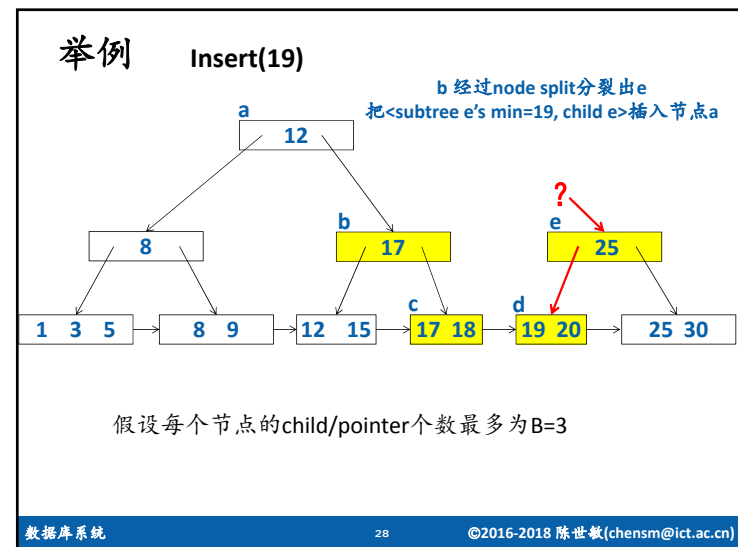 举例 Insert(19)
b 经过node split分裂出e
把<subtree e's min=19, child e>插入节点a
a
12
?
b
e
8
17
25
c
d
1 3 5
8 9
12 15
17 18
19 20
25 30
假设每个节点的child/pointer个数最多为B=3
数据库系统
28
©2016-2018 陈世敏(chensm@ict.ac.cn)